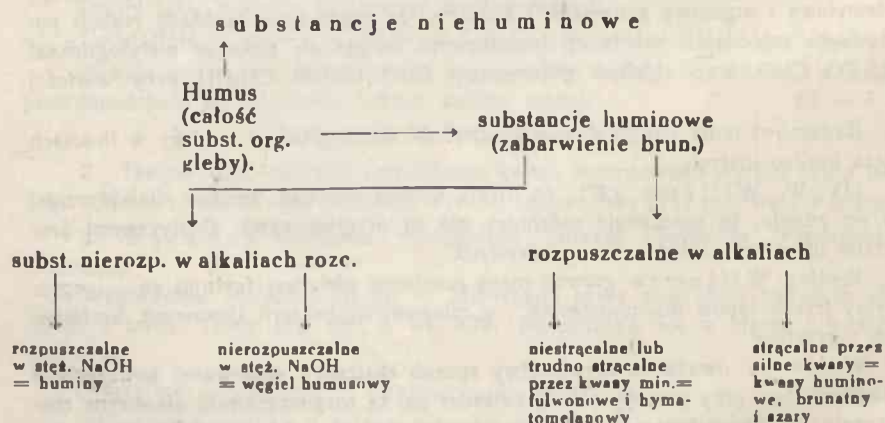 substancje niehuminowe
Humus
(całość
subst. org.
gleby).
substancje huminowe
(zabarwienie brun.)
subst. nierozp. w alkaliach rozc.
rozpuszczalne w alkaliach
rozpuszczalne
w stęż. NaOH
= huminy
nierozpuszczalne
w stęż. NaOH
= węgiel humusowy
niestrącalne lub
trudno strącalne
przez kwasy min.=
fulwonowe i hyma-
tomelanowy
strącalne przez
silne kwasy =
kwasy humino-
we, brunatny
i szary